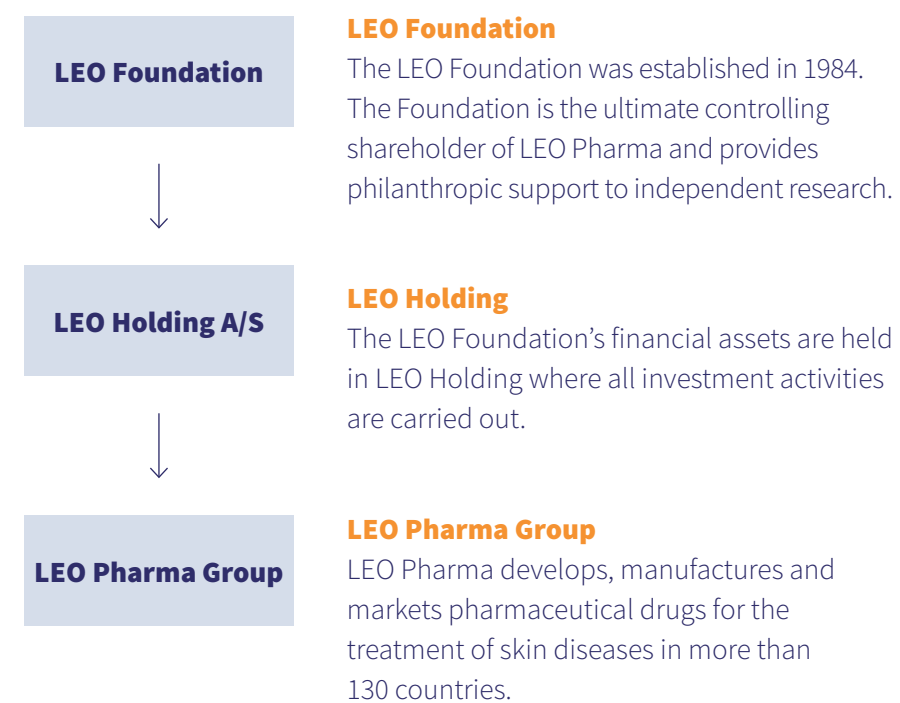 LEO Foundation
LEO Foundation
The LEO Foundation was established in 1984.
The Foundation is the ultimate controlling
shareholder of LEO Pharma and provides
philanthropic support to independent research.
LEO Holding A/S
LEO Holding
The LEO Foundation’s financial assets are held
in LEO Holding where all investment activities
are carried out.
LEO Pharma Group
LEO Pharma Group
LEO Pharma develops, manufactures and
markets pharmaceutical drugs for the
treatment of skin diseases in more than
130 countries.